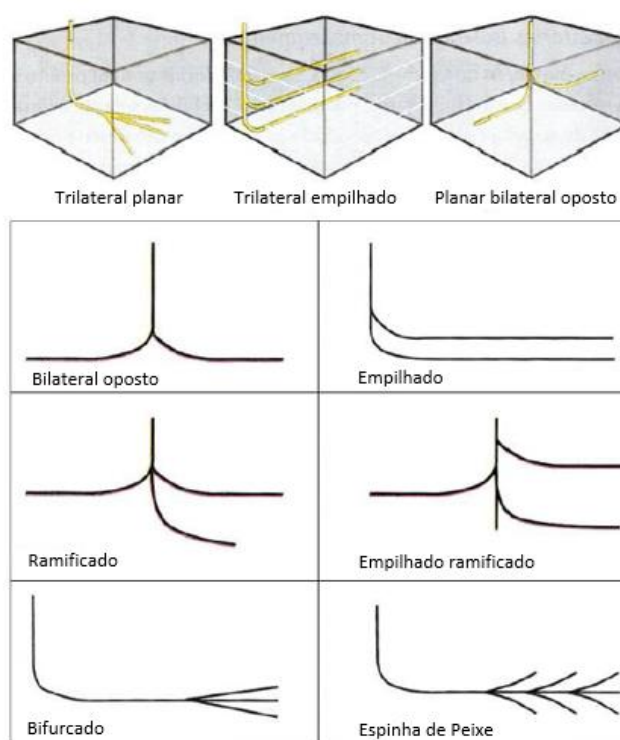 Trilateral planar
Trilateral empilhado
Planar bilateral oposto
Bilateral oposto
Empilhado
Ramificado
Empilhado ramificado
Bifurcado
Espinha de Peixe